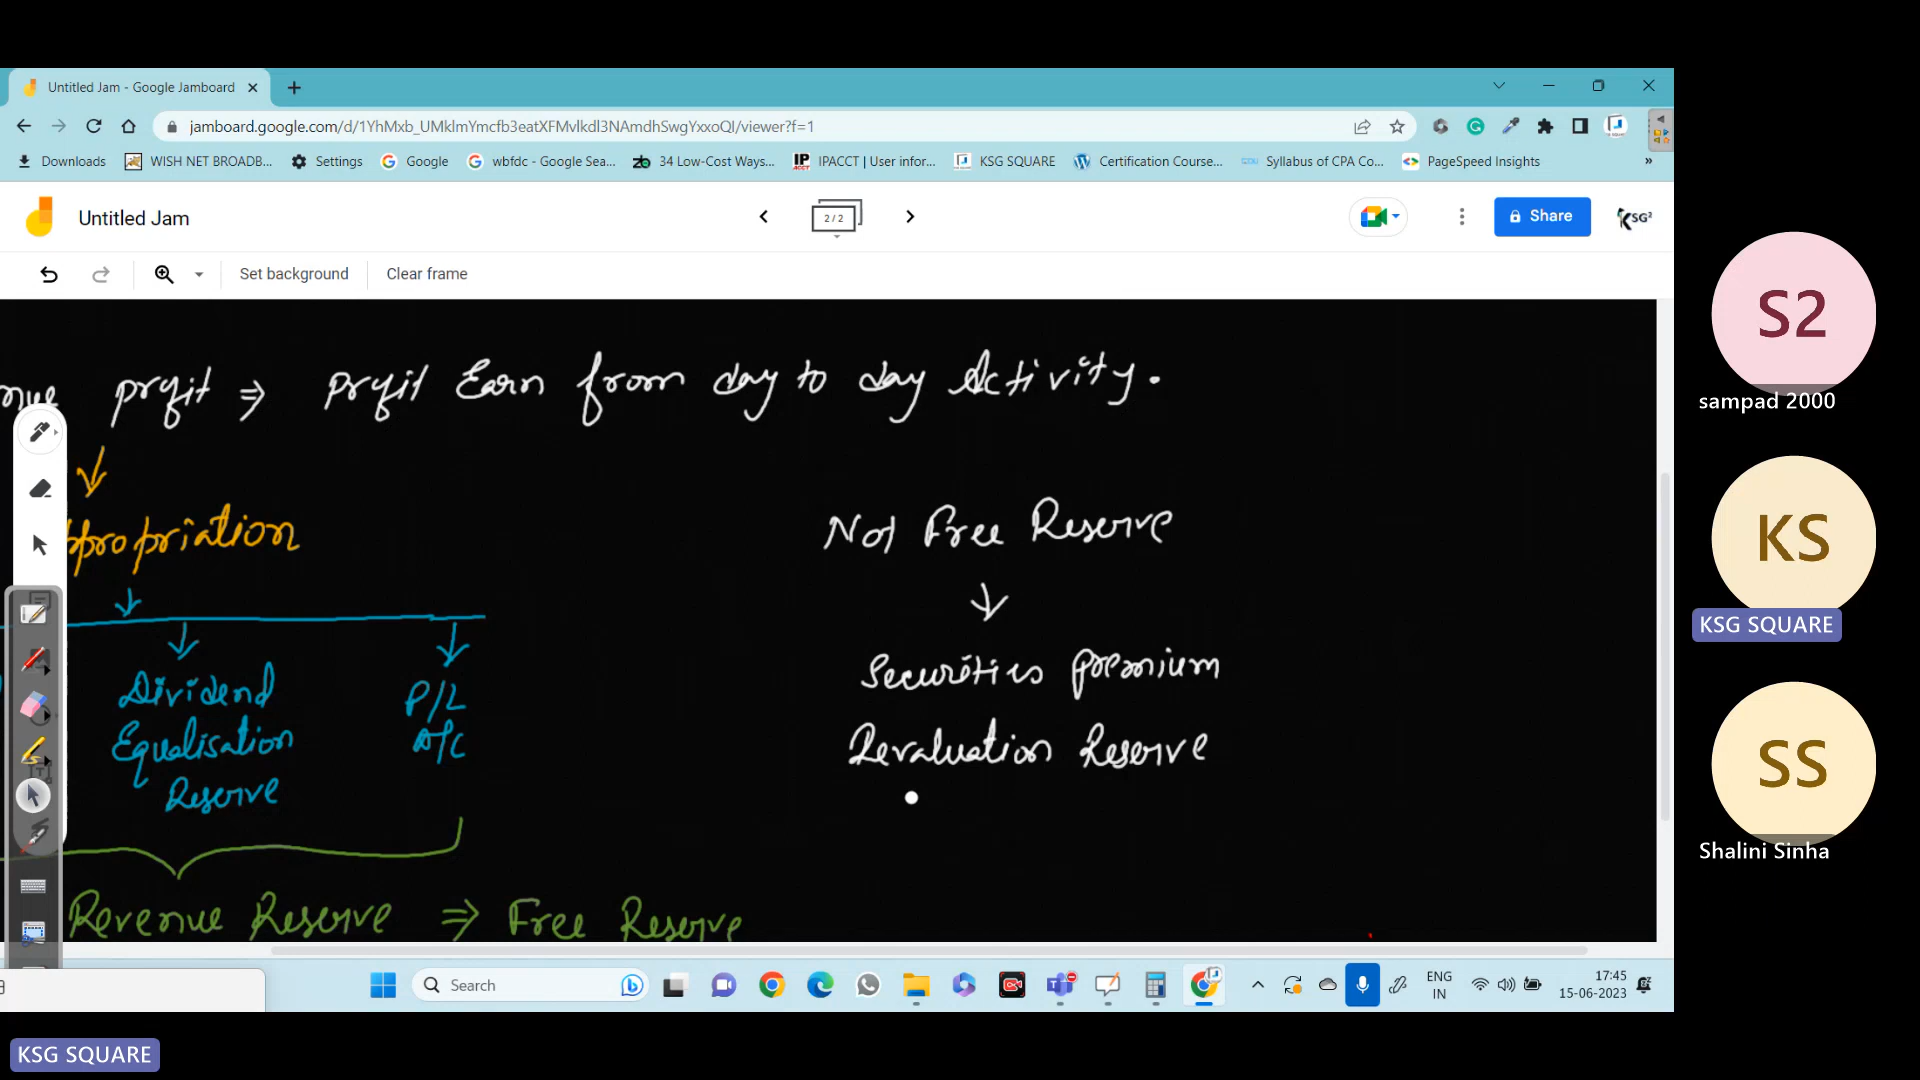 Untitled Jam - Google Jamboard
jamboard.google.com/d/1YhMxb_UMklmYmcfb3eatXFMvlkdl3NAmdhSwgYxxoQI/viewer?f=1
Downloads WISH NET BROADB... Settings Google wbfdc - Google Sea... 34 Low-Cost Ways... IPACCT | User infor... KSG SQUARE Certification Course... Syllabus of CPA Co... PageSpeed Insights »
Untitled Jam
2 / 2
Share
KSG²
Set background
Clear frame
nue profit ⇒ profit Earn from day to day Activity.
ppropriation
Not Free Reserve
Securities premium
Revaluation Reserve
Dividend
Equalisation
Reserve
P/L
A/C
Revenue Reserve ⇒ Free Reserve
S2
sampad 2000
KS
KSG SQUARE
SS
Shalini Sinha
Search
ENG
IN
17:45
15-06-2023
KSG SQUARE